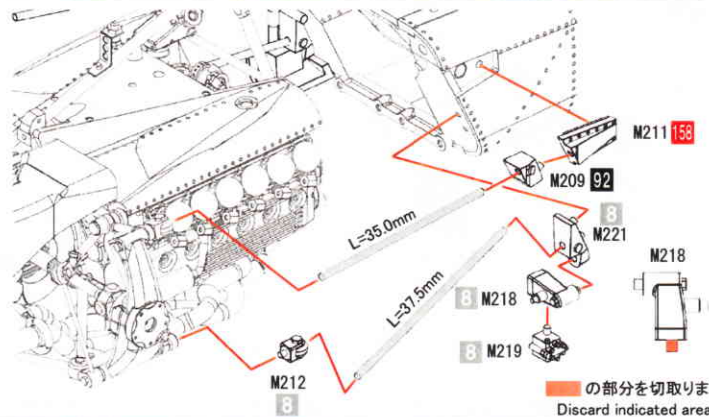 M211 158
M209 92
8
M221
L=35.0mm
L=37.5mm
M218
8 M218
8 M219
M212
8
の部分を切取りま
Discard indicated area